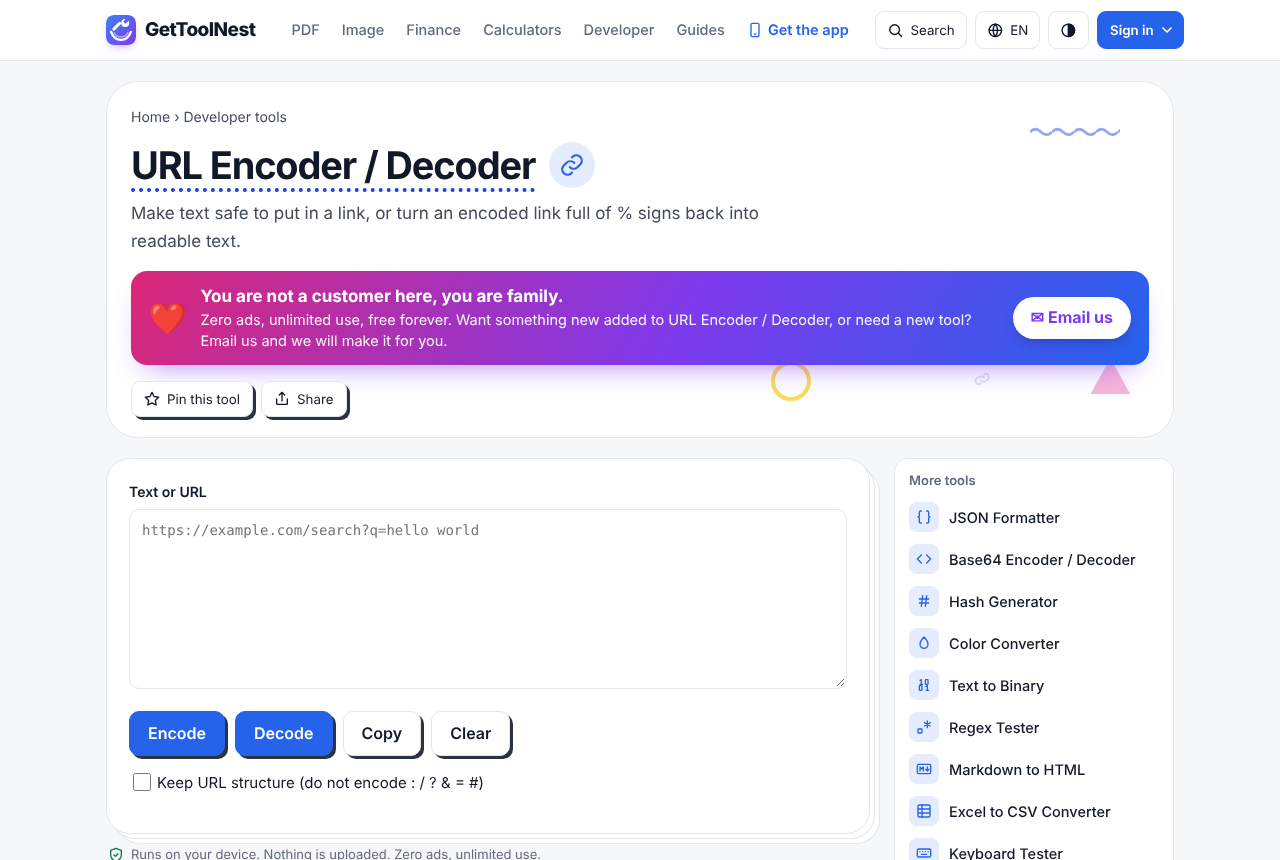 GetToolNest
PDF
Image
Finance
Calculators
Developer
Guides
Get the app
Search
EN
Sign in
Home › Developer tools
URL Encoder / Decoder
Make text safe to put in a link, or turn an encoded link full of % signs back into
readable text.
You are not a customer here, you are family.
Zero ads, unlimited use, free forever. Want something new added to URL Encoder / Decoder, or need a new tool?
Email us and we will make it for you.
✉ Email us
Pin this tool
Share
Text or URL
https://example.com/search?q=hello world
Encode
Decode
Copy
Clear
Keep URL structure (do not encode : / ? & = #)
Runs on your device. Nothing is uploaded. Zero ads, unlimited use.
More tools
JSON Formatter
Base64 Encoder / Decoder
Hash Generator
Color Converter
Text to Binary
Regex Tester
Markdown to HTML
Excel to CSV Converter
Keyboard Tester